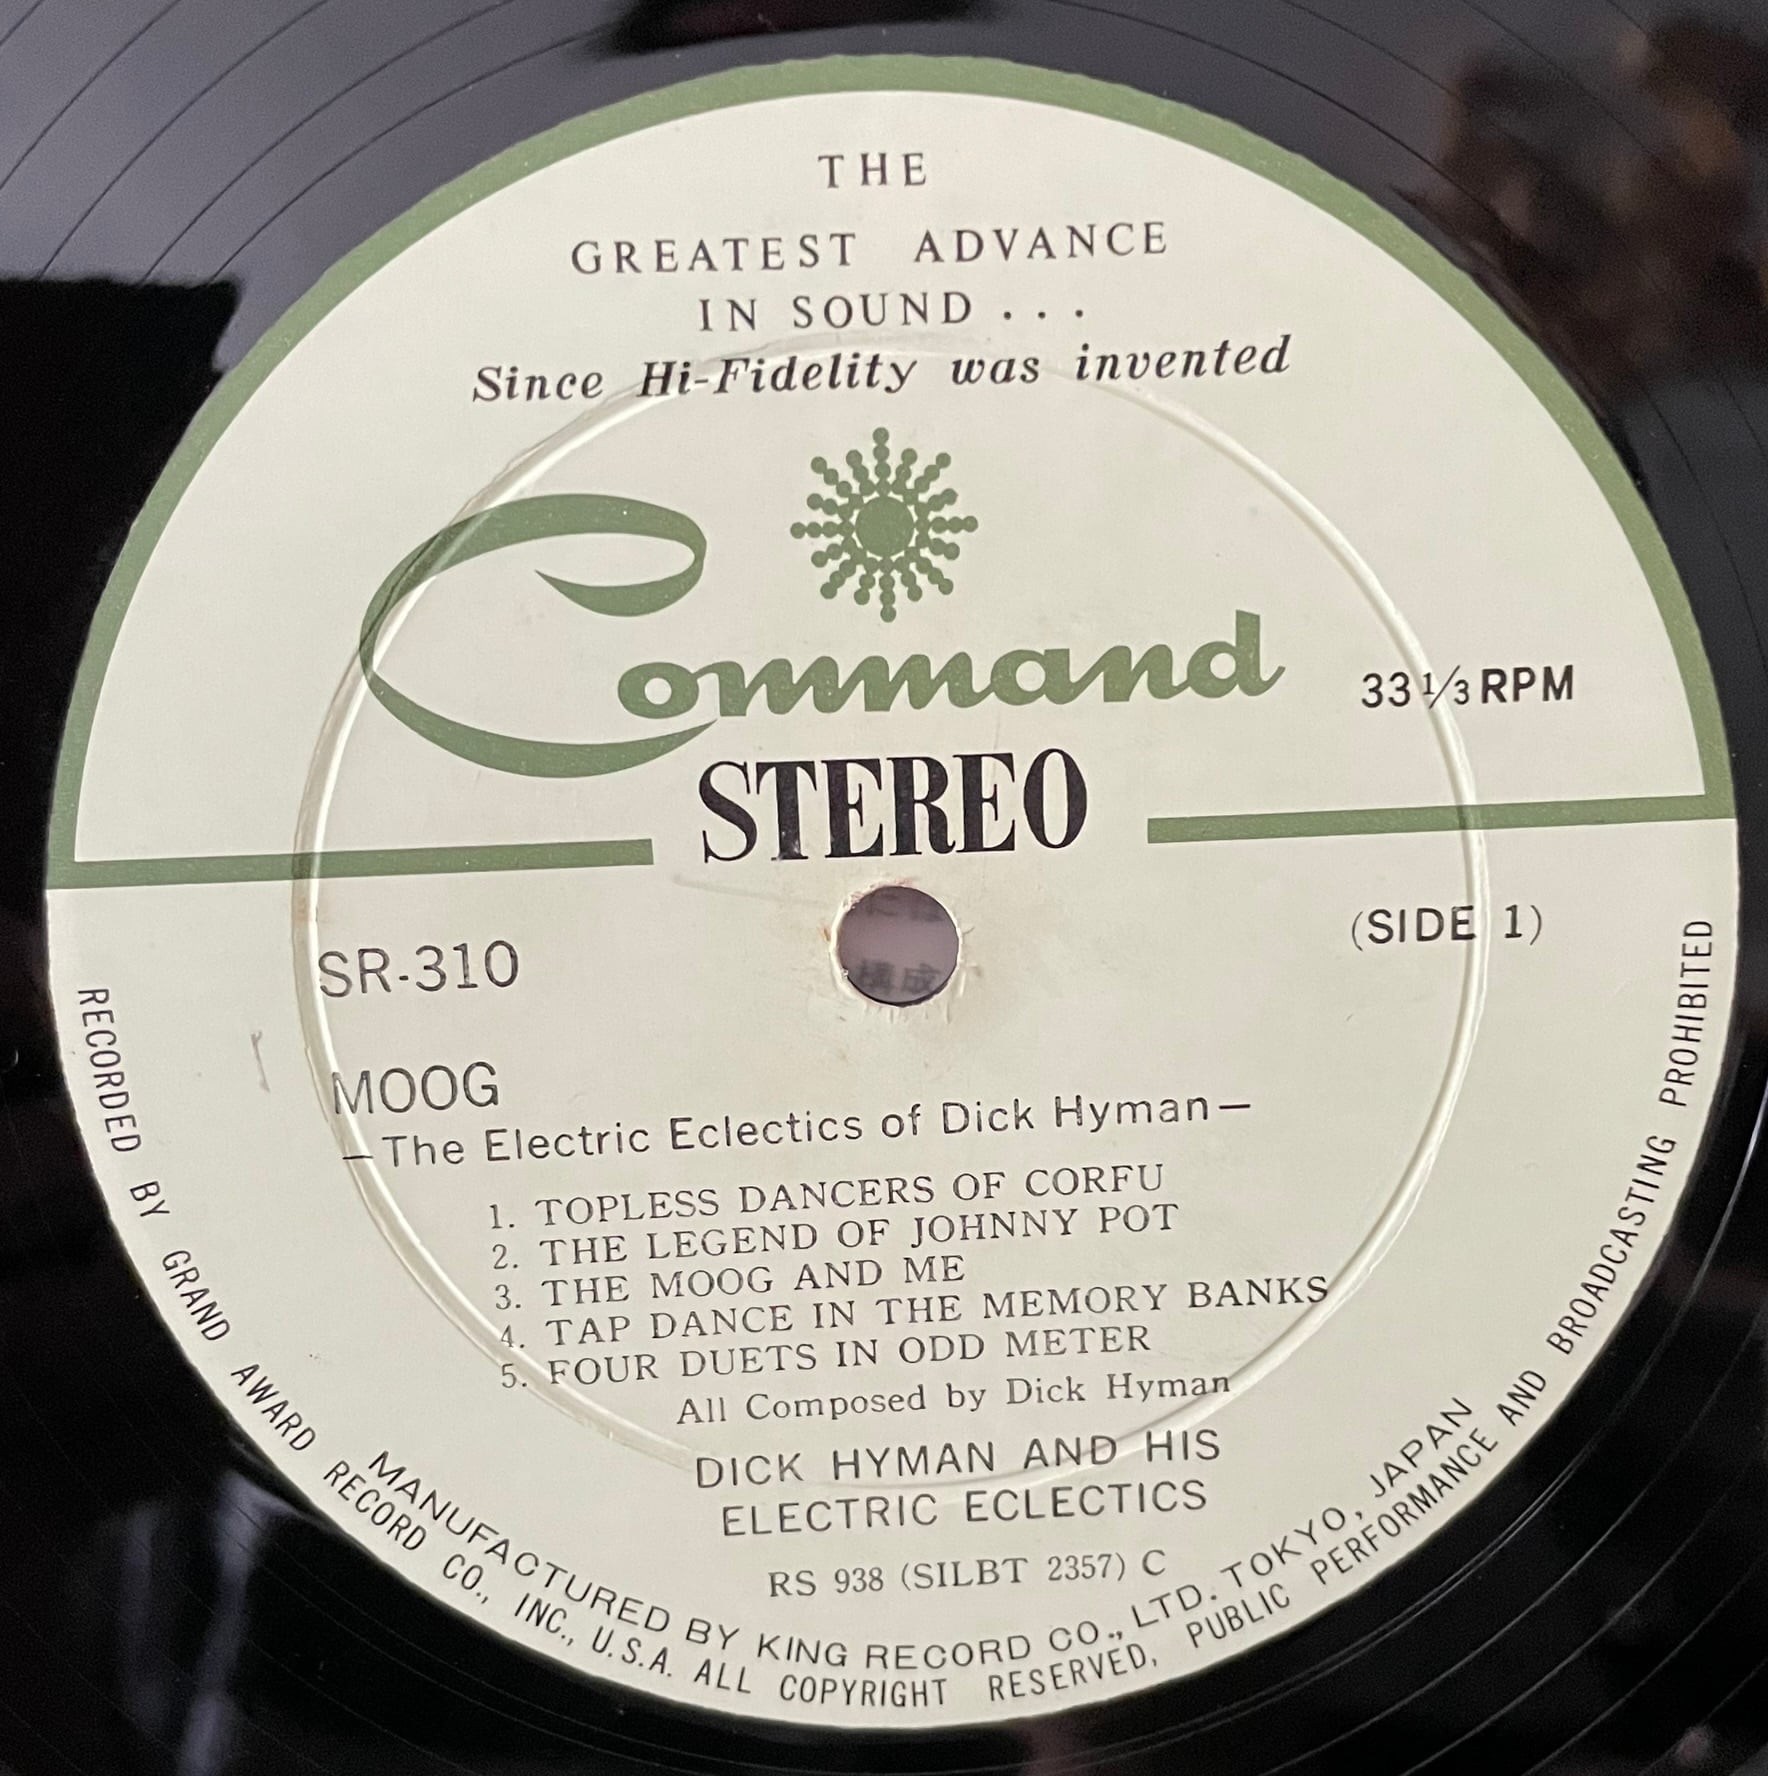 THE
GREATEST ADVANCE
IN SOUND . . .
Since Hi-Fidelity was invented
Command
STEREO
33 1/3 RPM
SR-310
(SIDE 1)
構成
MOOG
—The Electric Eclectics of Dick Hyman—
1. TOPLESS DANCERS OF CORFU
2. THE LEGEND OF JOHNNY POT
3. THE MOOG AND ME
4. TAP DANCE IN THE MEMORY BANKS
5. FOUR DUETS IN ODD METER
All Composed by Dick Hyman
DICK HYMAN AND HIS
ELECTRIC ECLECTICS
RS 938 (SILBT 2357) C
MANUFACTURED BY KING RECORD CO., LTD. TOKYO, JAPAN
RECORDED BY GRAND AWARD RECORD CO., INC., U.S.A. ALL COPYRIGHT RESERVED, PUBLIC PERFORMANCE AND BROADCASTING PROHIBITED